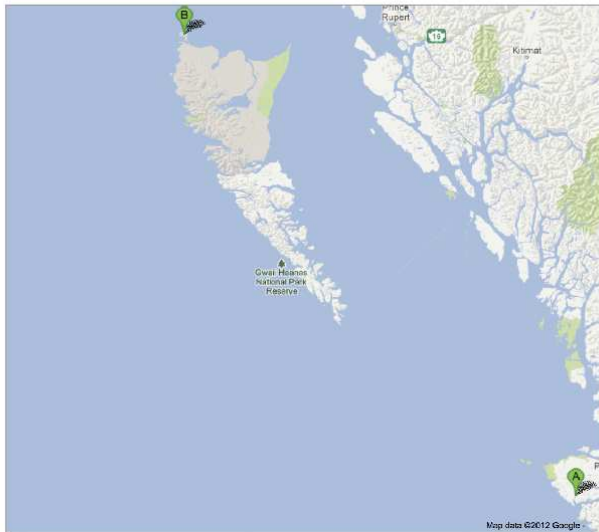 B
Prince
Rupert
16
Kitimat
Gwaii Haanas
National Park
Reserve
A
P
Map data ©2012 Google -